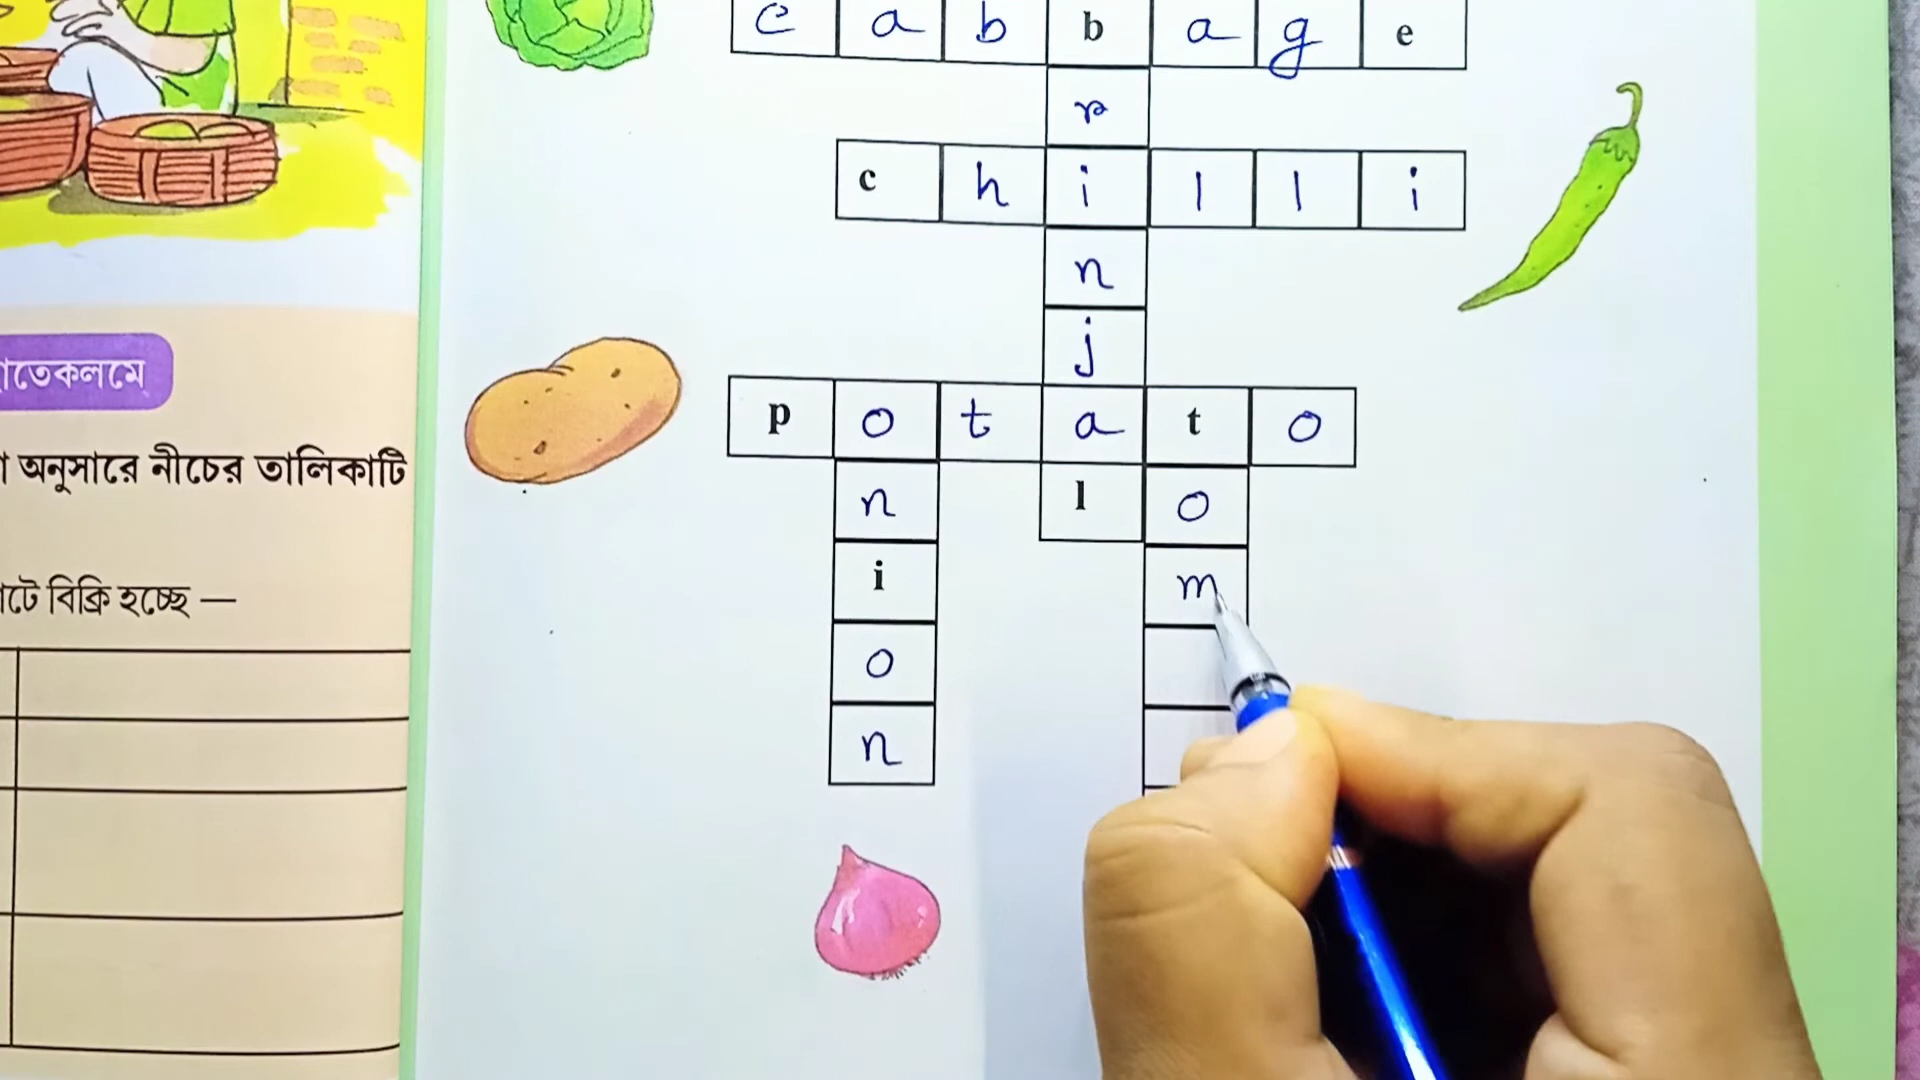 c a b b a g e
r
c h i l l i
n
j
হাতেকলমে
p o t a t o
অনুসারে নীচের তালিকাটি
n l o
i m
বিক্রি হচ্ছে —
o
n